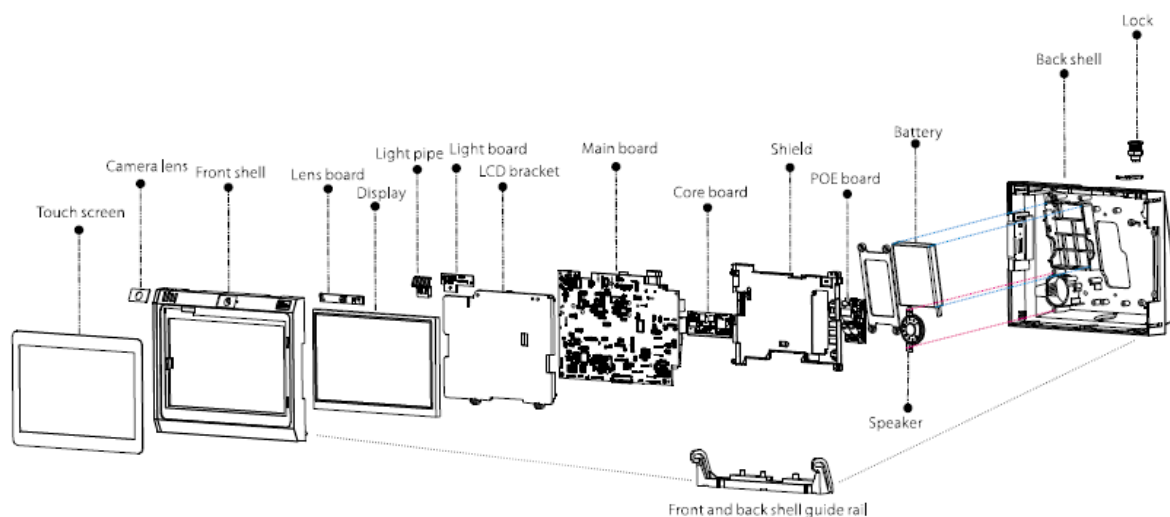 Lock
Back shell
Battery
Light board
Main board
Shield
Light pipe
Camera lens
Front shell
Lens board
LCD bracket
POE board
Display
Core board
Touch screen
Speaker
Front and back shell guide rail